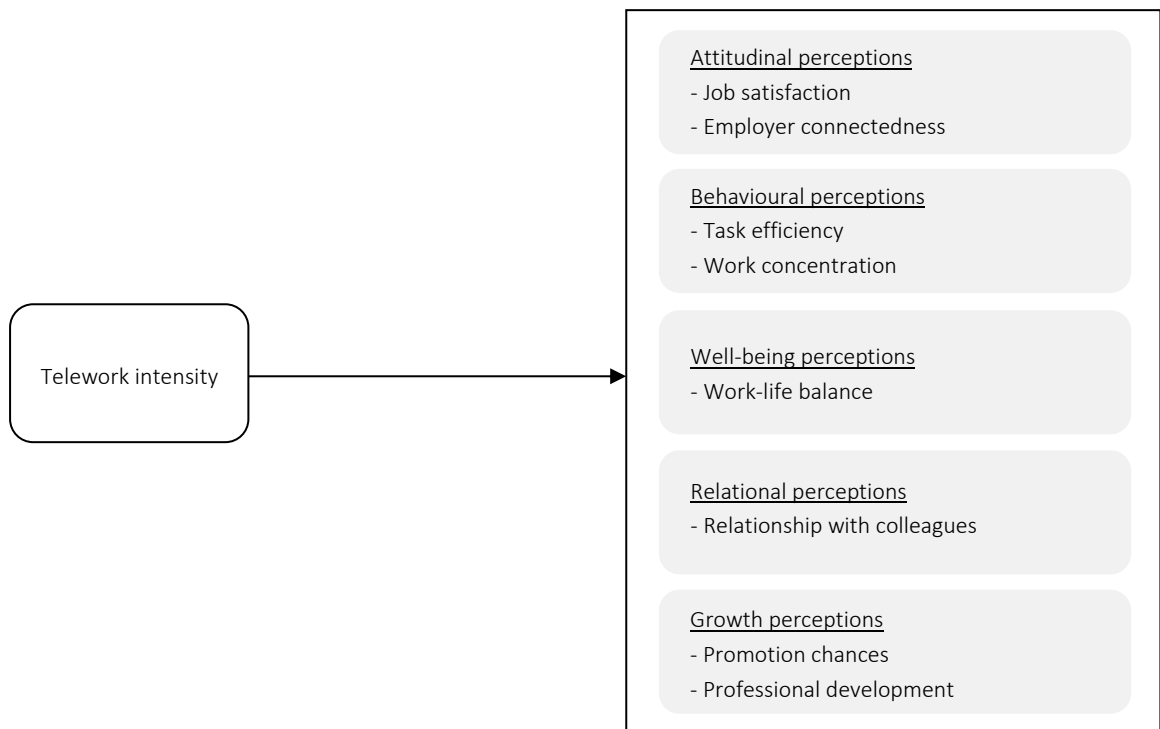 Attitudinal perceptions
- Job satisfaction
- Employer connectedness
Behavioural perceptions
- Task efficiency
- Work concentration
Telework intensity
Well-being perceptions
- Work-life balance
Relational perceptions
- Relationship with colleagues
Growth perceptions
- Promotion chances
- Professional development